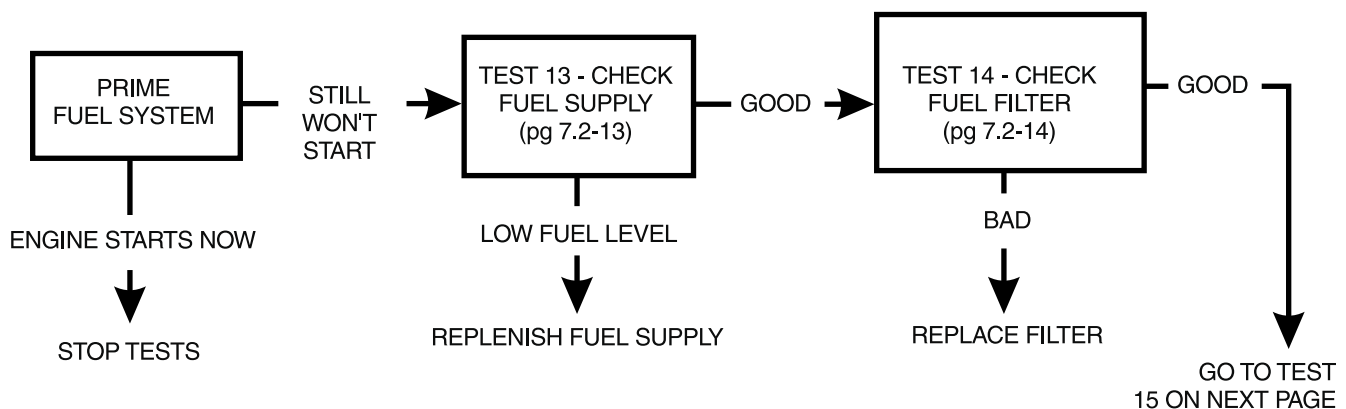 PRIME
FUEL SYSTEM
STILL
WON'T
START
TEST 13 - CHECK
FUEL SUPPLY
(pg 7.2-13)
GOOD
TEST 14 - CHECK
FUEL FILTER
(pg 7.2-14)
GOOD
ENGINE STARTS NOW
LOW FUEL LEVEL
BAD
STOP TESTS
REPLENISH FUEL SUPPLY
REPLACE FILTER
GO TO TEST
15 ON NEXT PAGE